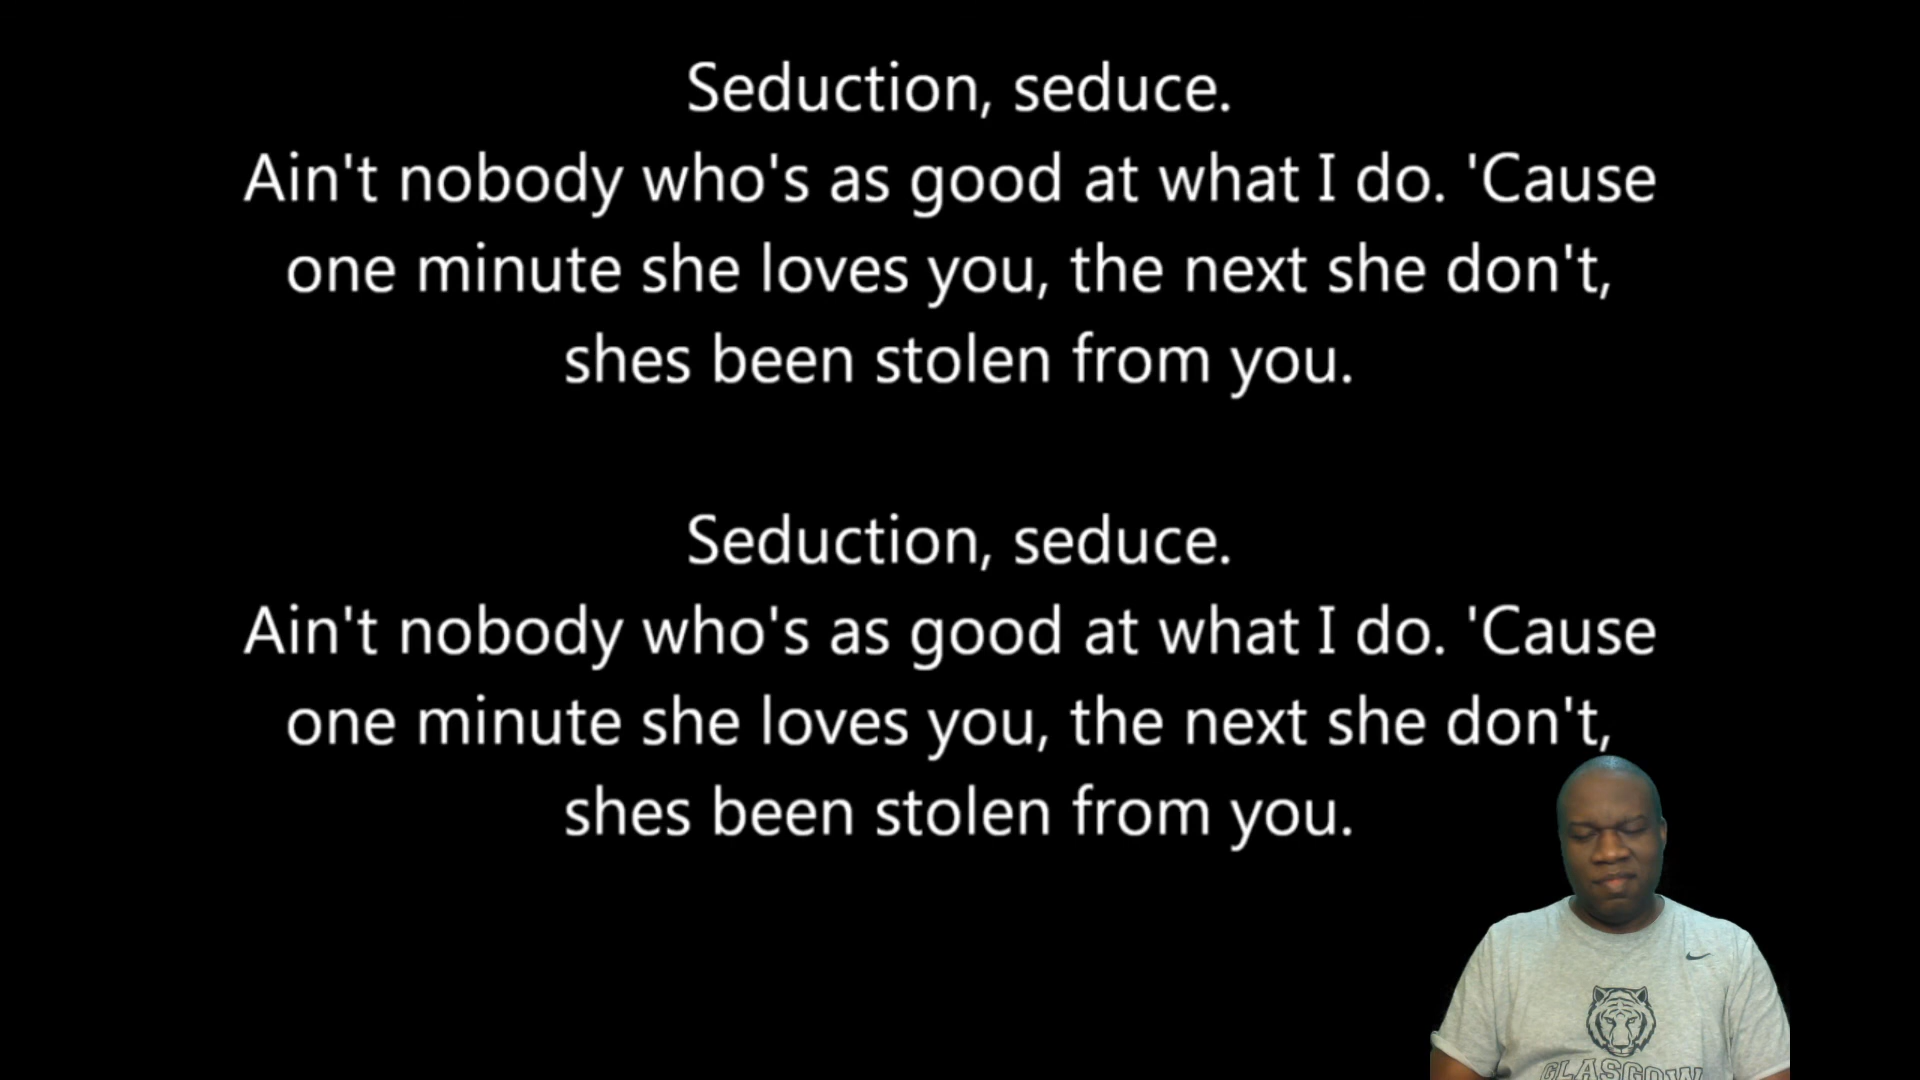 Seduction, seduce.
Ain't nobody who's as good at what I do. 'Cause
one minute she loves you, the next she don't,
shes been stolen from you.
Seduction, seduce.
Ain't nobody who's as good at what I do. 'Cause
one minute she loves you, the next she don't,
shes been stolen from you.
GLASGOW